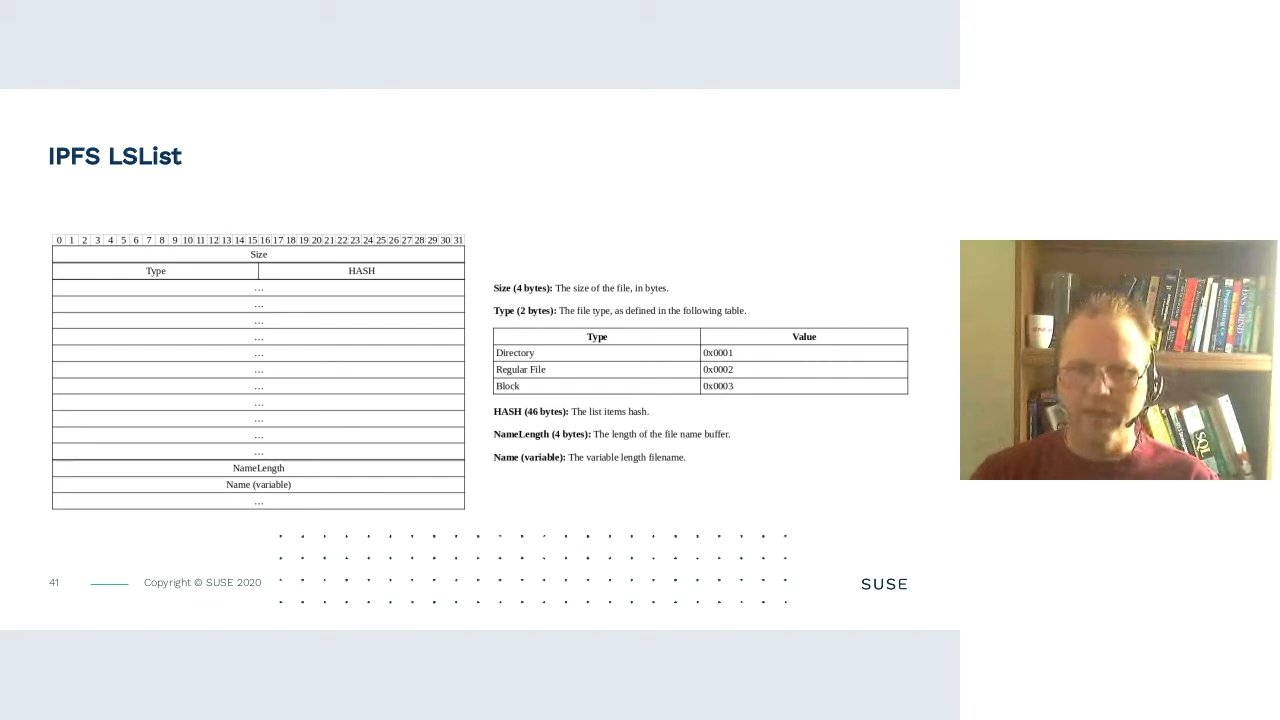 IPFS LSList
0 1 2 3 4 5 6 7 8 9 10 11 12 13 14 15 16 17 18 19 20 21 22 23 24 25 26 27 28 29 30 31
Size
Type HASH
…
…
…
…
…
…
…
…
…
…
…
NameLength
Name (variable)
…
Size (4 bytes): The size of the file, in bytes.
Type (2 bytes): The file type, as defined in the following table.
Type Value
Directory 0x0001
Regular File 0x0002
Block 0x0003
HASH (46 bytes): The list items hash.
NameLength (4 bytes): The length of the file name buffer.
Name (variable): The variable length filename.
41 Copyright © SUSE 2020
SUSE
SQL